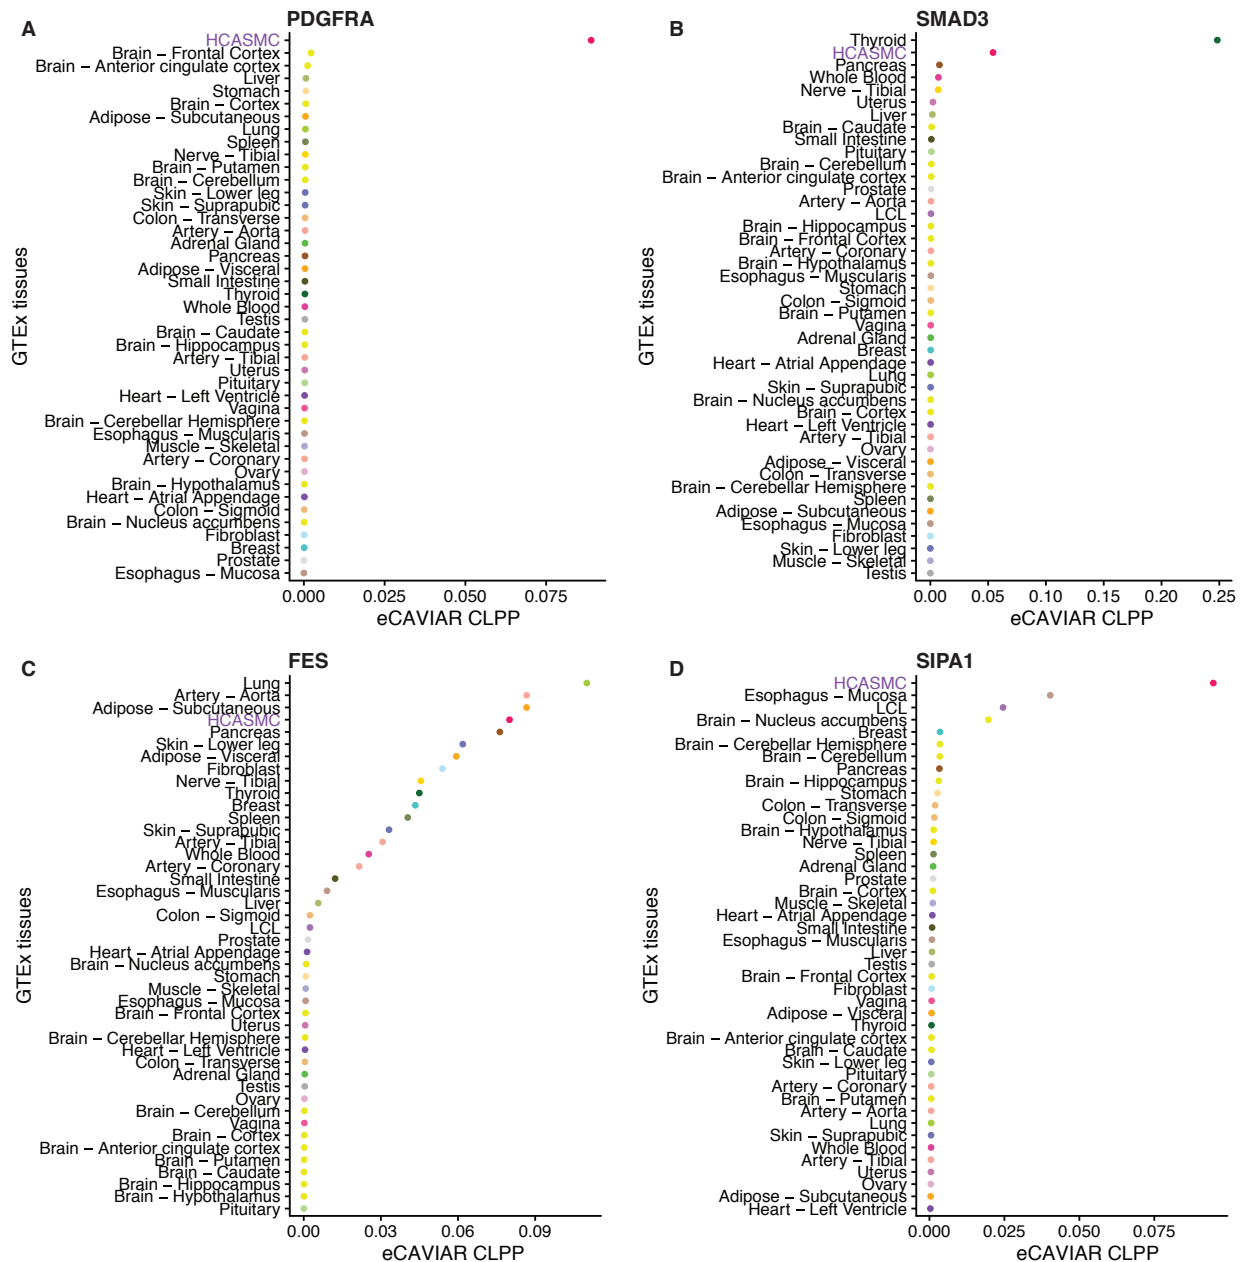 A
PDGFRA
GTEx tissues
HCASMC
Brain − Frontal Cortex
Brain − Anterior cingulate cortex
Liver
Stomach
Brain − Cortex
Adipose − Subcutaneous
Lung
Spleen
Nerve − Tibial
Brain − Putamen
Brain − Cerebellum
Skin − Lower leg
Skin − Suprapubic
Colon − Transverse
Artery − Aorta
Adrenal Gland
Pancreas
Adipose − Visceral
Small Intestine
Thyroid
Whole Blood
Testis
Brain − Caudate
Brain − Hippocampus
Artery − Tibial
Uterus
Pituitary
Heart − Left Ventricle
Vagina
Brain − Cerebellar Hemisphere
Esophagus − Muscularis
Muscle − Skeletal
Artery − Coronary
Ovary
Brain − Hypothalamus
Heart − Atrial Appendage
Colon − Sigmoid
Brain − Nucleus accumbens
Fibroblast
Breast
Prostate
Esophagus − Mucosa
0.000 0.025 0.050 0.075
eCAVIAR CLPP
B
SMAD3
GTEx tissues
Thyroid
HCASMC
Pancreas
Whole Blood
Nerve − Tibial
Uterus
Liver
Brain − Caudate
Small Intestine
Pituitary
Brain − Cerebellum
Brain − Anterior cingulate cortex
Prostate
Artery − Aorta
LCL
Brain − Hippocampus
Brain − Frontal Cortex
Artery − Coronary
Brain − Hypothalamus
Esophagus − Muscularis
Stomach
Colon − Sigmoid
Brain − Putamen
Vagina
Adrenal Gland
Breast
Heart − Atrial Appendage
Lung
Skin − Suprapubic
Brain − Nucleus accumbens
Brain − Cortex
Heart − Left Ventricle
Artery − Tibial
Ovary
Adipose − Visceral
Colon − Transverse
Brain − Cerebellar Hemisphere
Spleen
Adipose − Subcutaneous
Esophagus − Mucosa
Fibroblast
Skin − Lower leg
Muscle − Skeletal
Testis
0.00 0.05 0.10 0.15 0.20 0.25
eCAVIAR CLPP
C
FES
GTEx tissues
Lung
Artery − Aorta
Adipose − Subcutaneous
HCASMC
Pancreas
Skin − Lower leg
Adipose − Visceral
Fibroblast
Nerve − Tibial
Thyroid
Breast
Spleen
Skin − Suprapubic
Artery − Tibial
Whole Blood
Artery − Coronary
Small Intestine
Esophagus − Muscularis
Liver
Colon − Sigmoid
LCL
Prostate
Heart − Atrial Appendage
Brain − Nucleus accumbens
Stomach
Muscle − Skeletal
Esophagus − Mucosa
Brain − Frontal Cortex
Uterus
Brain − Cerebellar Hemisphere
Heart − Left Ventricle
Colon − Transverse
Adrenal Gland
Testis
Ovary
Brain − Cerebellum
Vagina
Brain − Cortex
Brain − Anterior cingulate cortex
Brain − Putamen
Brain − Caudate
Brain − Hippocampus
Brain − Hypothalamus
Pituitary
0.00 0.03 0.06 0.09
eCAVIAR CLPP
D
SIPA1
GTEx tissues
HCASMC
Esophagus − Mucosa
LCL
Brain − Nucleus accumbens
Breast
Brain − Cerebellar Hemisphere
Brain − Cerebellum
Pancreas
Brain − Hippocampus
Stomach
Colon − Transverse
Colon − Sigmoid
Brain − Hypothalamus
Nerve − Tibial
Spleen
Adrenal Gland
Prostate
Brain − Cortex
Muscle − Skeletal
Heart − Atrial Appendage
Small Intestine
Esophagus − Muscularis
Liver
Testis
Brain − Frontal Cortex
Fibroblast
Vagina
Adipose − Visceral
Thyroid
Brain − Anterior cingulate cortex
Brain − Caudate
Skin − Lower leg
Pituitary
Artery − Coronary
Brain − Putamen
Artery − Aorta
Lung
Skin − Suprapubic
Whole Blood
Artery − Tibial
Uterus
Ovary
Adipose − Subcutaneous
Heart − Left Ventricle
0.000 0.025 0.050 0.075
eCAVIAR CLPP